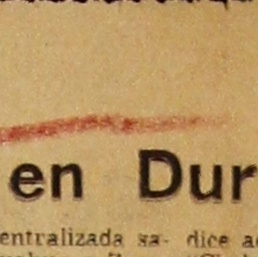 en Dur
entralizada sa- dice a